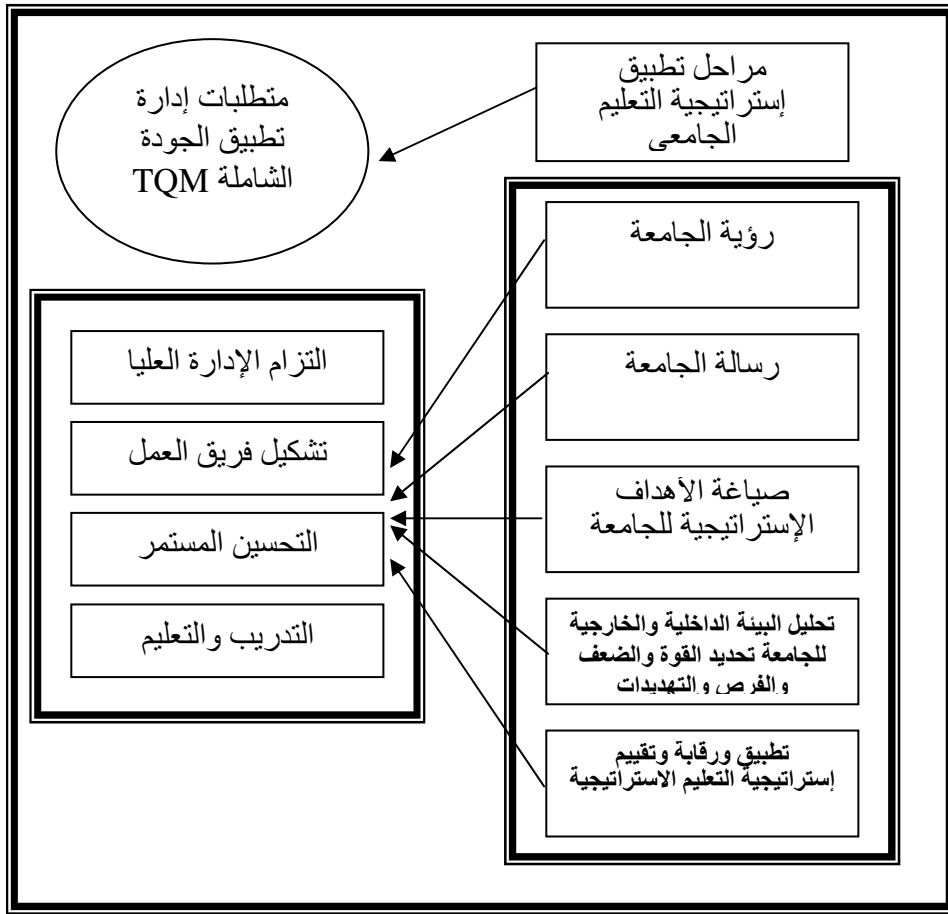 مراحل تطبيق
إستراتيجية التعليم
الجامعي
متطلبات إدارة
تطبيق الجودة
الشاملة TQM
رؤية الجامعة
رسالة الجامعة
صياغة الأهداف
الإستراتيجية للجامعة
تحليل البيئة الداخلية والخارجية
للجامعة تحديد القوة والضعف
والفرص والتهديدات
تطبيق ورقابة وتقييم
إستراتيجية التعليم الاستراتيجية
التزام الإدارة العليا
تشكيل فريق العمل
التحسين المستمر
التدريب والتعليم